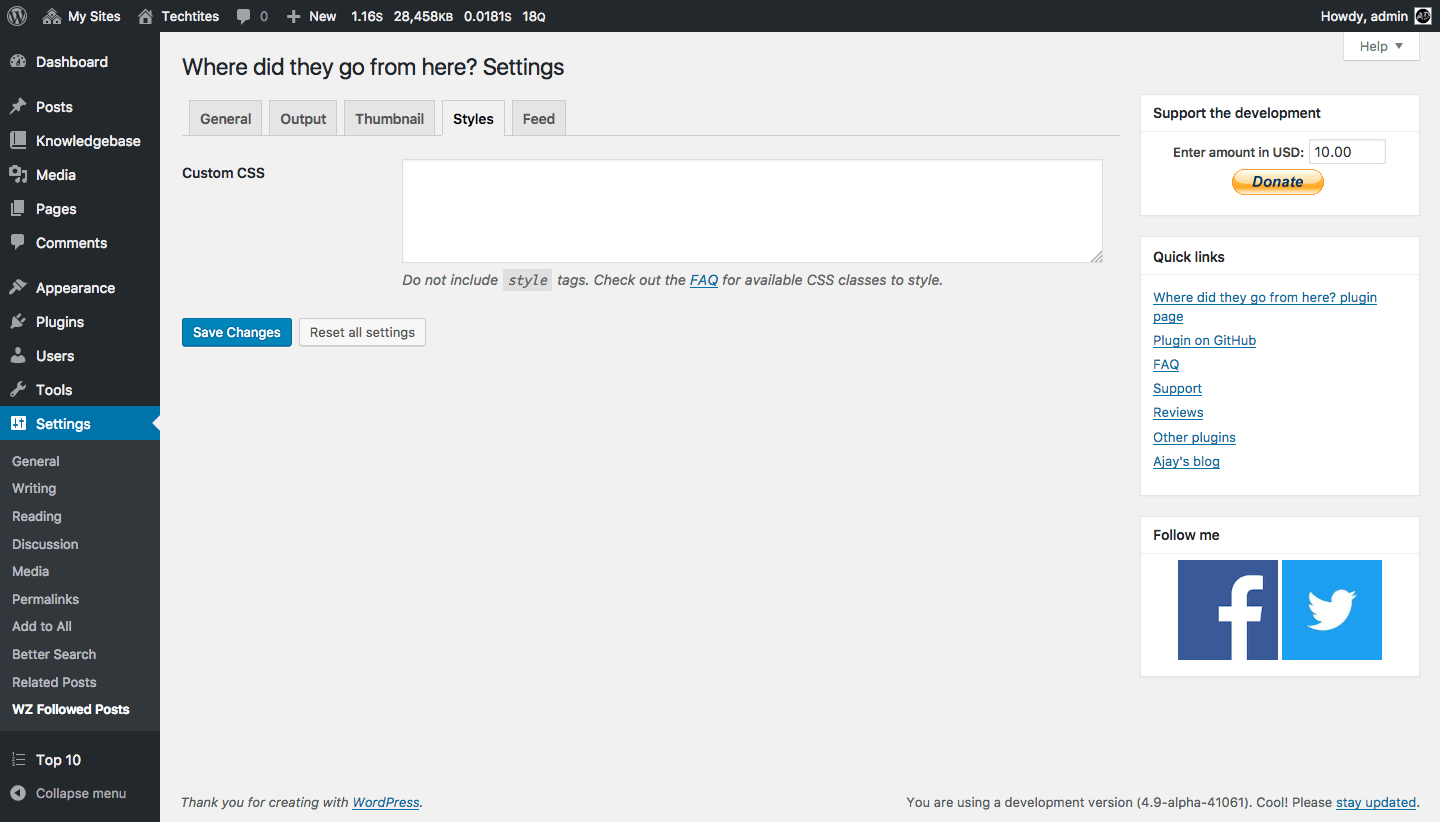 My Sites Techtites 0 New 1.16S 28,458KB 0.0181S 18Q Howdy, admin
Help
Dashboard
Posts
Knowledgebase
Media
Pages
Comments
Appearance
Plugins
Users
Tools
Settings
General
Writing
Reading
Discussion
Media
Permalinks
Add to All
Better Search
Related Posts
WZ Followed Posts
Top 10
Collapse menu
Where did they go from here? Settings
General Output Thumbnail Styles Feed
Custom CSS
Do not include style tags. Check out the FAQ for available CSS classes to style.
Save Changes Reset all settings
Support the development
Enter amount in USD: 10.00
Donate
Quick links
Where did they go from here? plugin
page
Plugin on GitHub
FAQ
Support
Reviews
Other plugins
Ajay's blog
Follow me
Thank you for creating with WordPress.
You are using a development version (4.9-alpha-41061). Cool! Please stay updated.